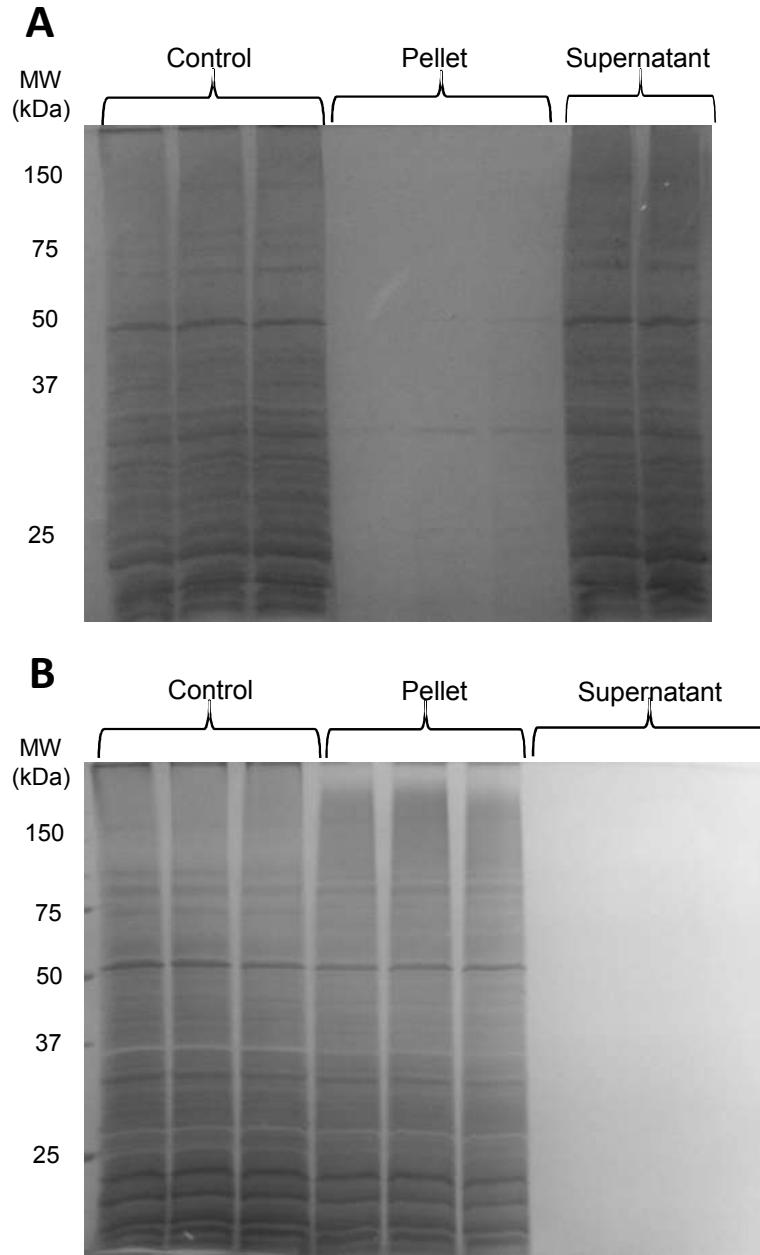 A
Control Pellet Supernatant
MW
(kDa)
150
75
50
37
25
B
Control Pellet Supernatant
MW
(kDa)
150
75
50
37
25